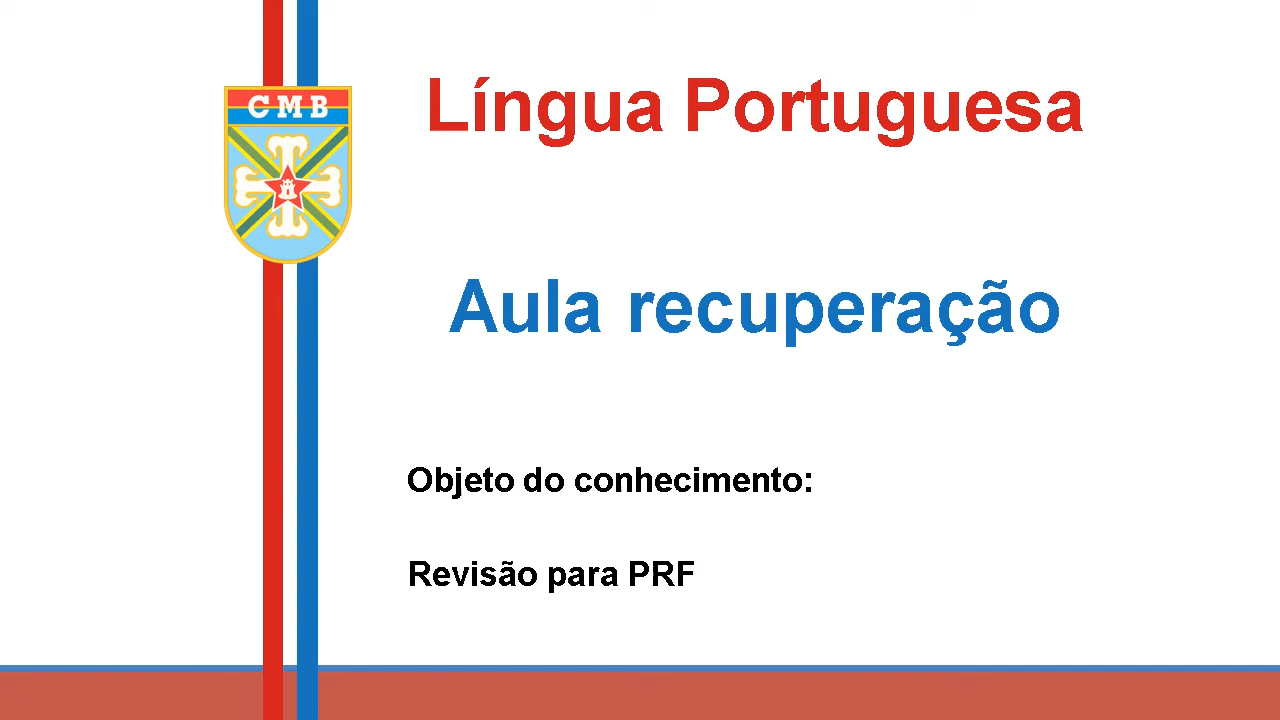 CMB
Língua Portuguesa
Aula recuperação
Objeto do conhecimento:
Revisão para PRF